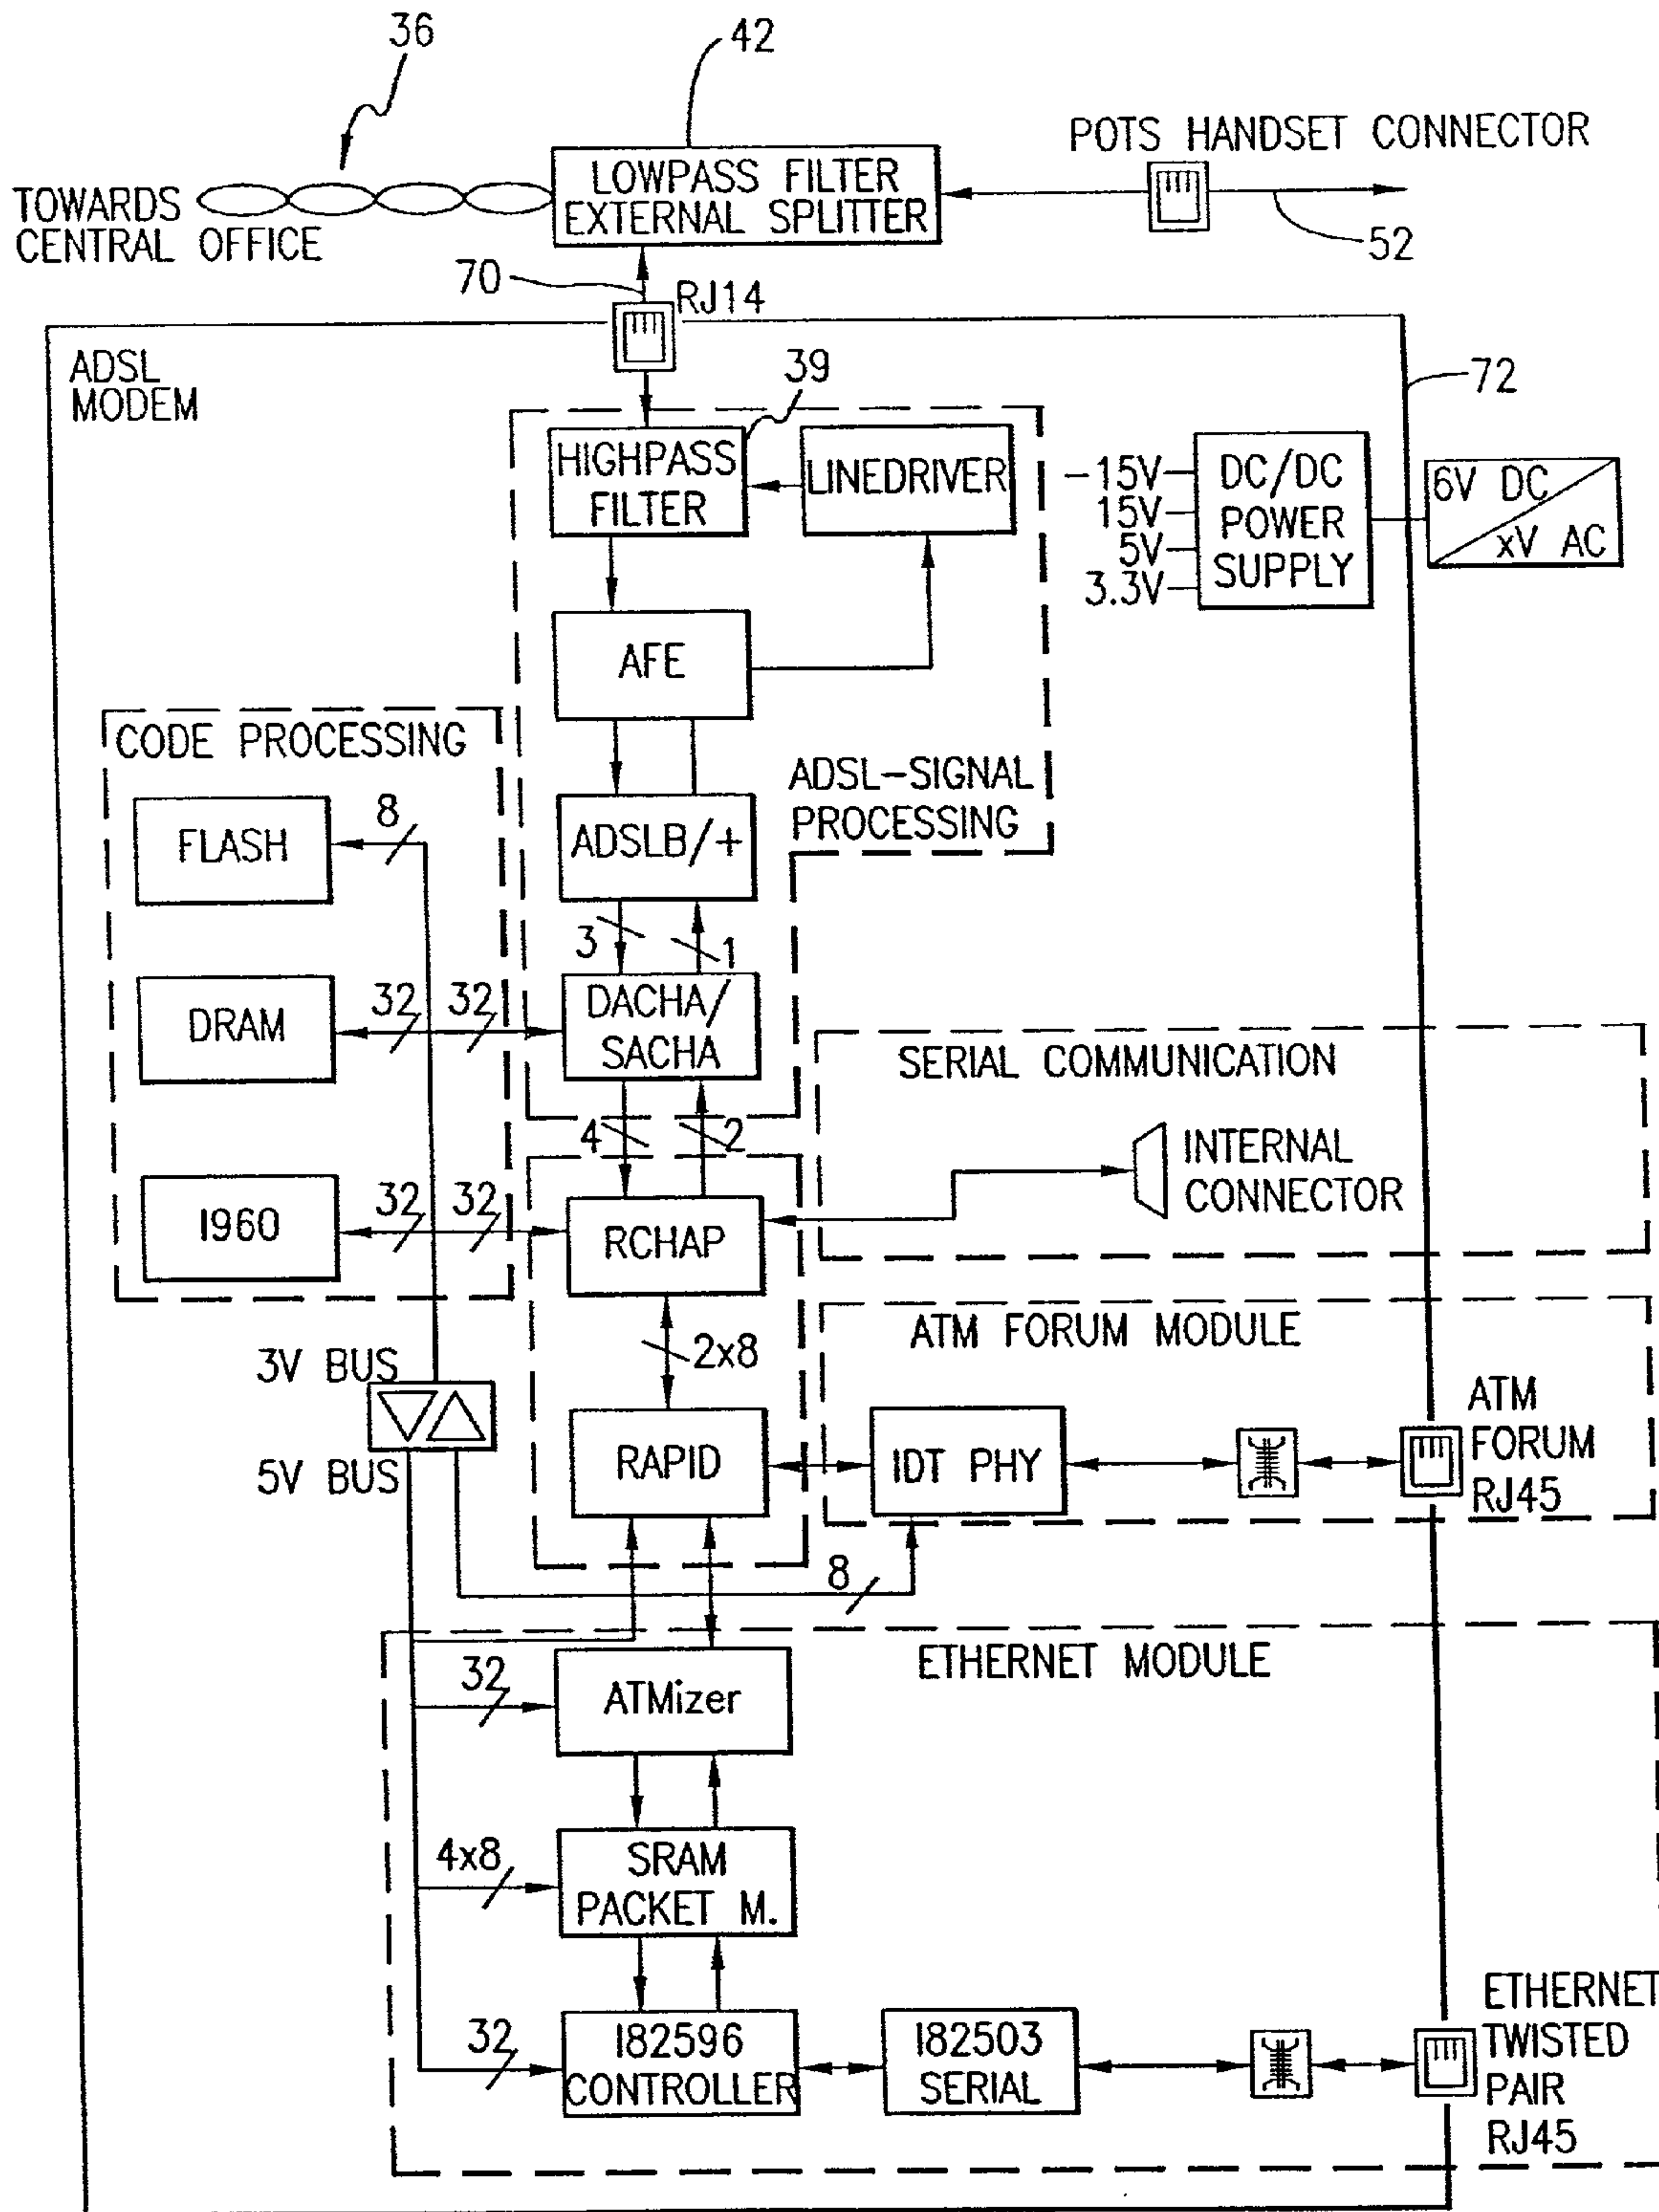 36
42
POTS HANDSET CONNECTOR
LOWPASS FILTER
EXTERNAL SPLITTER
TOWARDS
CENTRAL OFFICE
52
70
RJ14
ADSL
MODEM
39
72
HIGHPASS
FILTER
LINEDRIVER
-15V
15V
5V
3.3V
DC/DC
POWER
SUPPLY
6V DC
xV AC
AFE
CODE PROCESSING
ADSL-SIGNAL
PROCESSING
FLASH
8
ADSLB/+
3
1
DRAM
32
32
DACHA/
SACHA
SERIAL COMMUNICATION
4
2
INTERNAL
CONNECTOR
I960
32
32
RCHAP
ATM FORUM MODULE
2x8
3V BUS
5V BUS
RAPID
IDT PHY
ATM
FORUM
RJ45
8
ETHERNET MODULE
32
ATMizer
4x8
SRAM
PACKET M.
32
I82596
CONTROLLER
I82503
SERIAL
ETHERNET
TWISTED
PAIR
RJ45